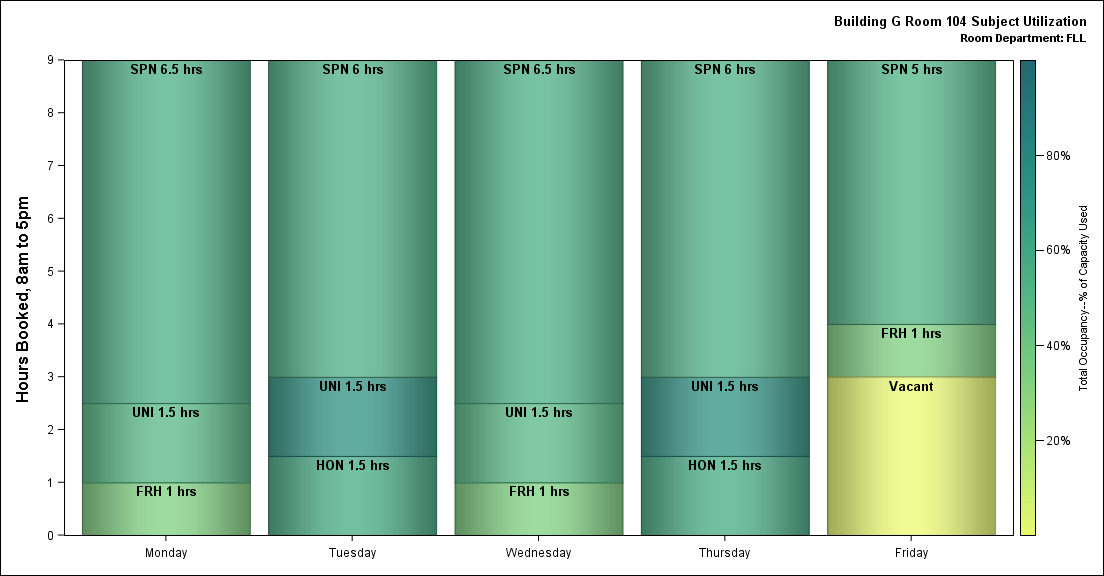 Building G Room 104 Subject Utilization
Room Department: FLL
Hours Booked, 8am to 5pm
9
8
7
6
5
4
3
2
1
0
SPN 6.5 hrs
UNI 1.5 hrs
FRH 1 hrs
SPN 6 hrs
UNI 1.5 hrs
HON 1.5 hrs
SPN 6.5 hrs
UNI 1.5 hrs
FRH 1 hrs
SPN 6 hrs
UNI 1.5 hrs
HON 1.5 hrs
SPN 5 hrs
FRH 1 hrs
Vacant
Monday
Tuesday
Wednesday
Thursday
Friday
80%
60%
40%
20%
Total Occupancy--% of Capacity Used